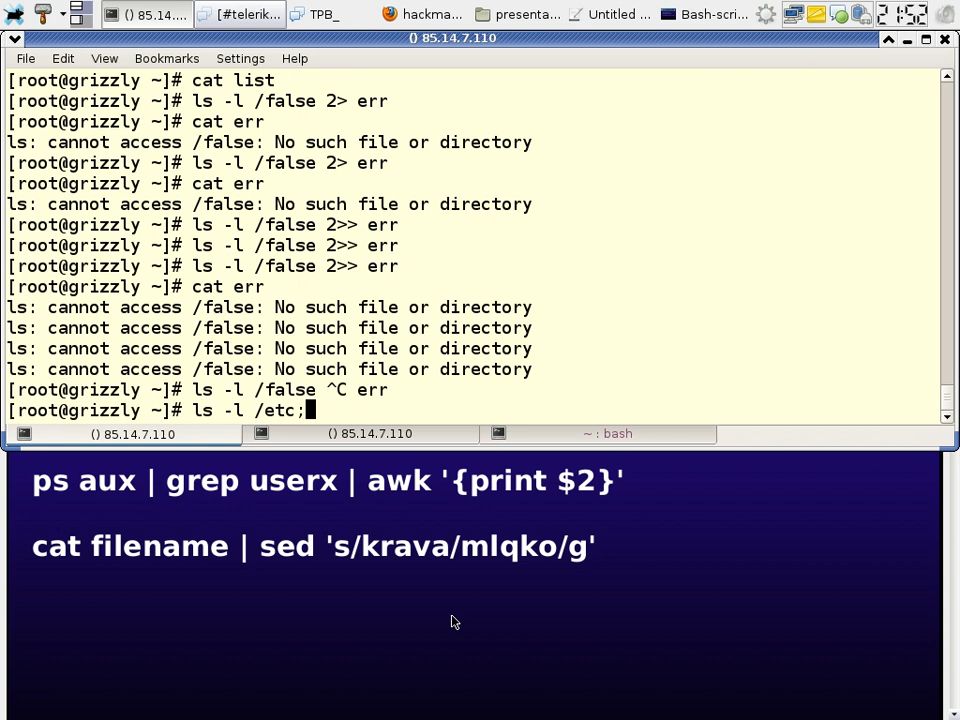 () 85.14....
[#telerik...
TPB_
hackma...
presenta...
Untitled ...
Bash-scri...
21:52
() 85.14.7.110
File Edit View Bookmarks Settings Help
[root@grizzly ~]# cat list
[root@grizzly ~]# ls -l /false 2> err
[root@grizzly ~]# cat err
ls: cannot access /false: No such file or directory
[root@grizzly ~]# ls -l /false 2> err
[root@grizzly ~]# cat err
ls: cannot access /false: No such file or directory
[root@grizzly ~]# ls -l /false 2>> err
[root@grizzly ~]# ls -l /false 2>> err
[root@grizzly ~]# ls -l /false 2>> err
[root@grizzly ~]# cat err
ls: cannot access /false: No such file or directory
ls: cannot access /false: No such file or directory
ls: cannot access /false: No such file or directory
ls: cannot access /false: No such file or directory
[root@grizzly ~]# ls -l /false ^C err
[root@grizzly ~]# ls -l /etc;
() 85.14.7.110
() 85.14.7.110
~ : bash
ps aux | grep userx | awk '{print $2}'
cat filename | sed 's/krava/mlqko/g'